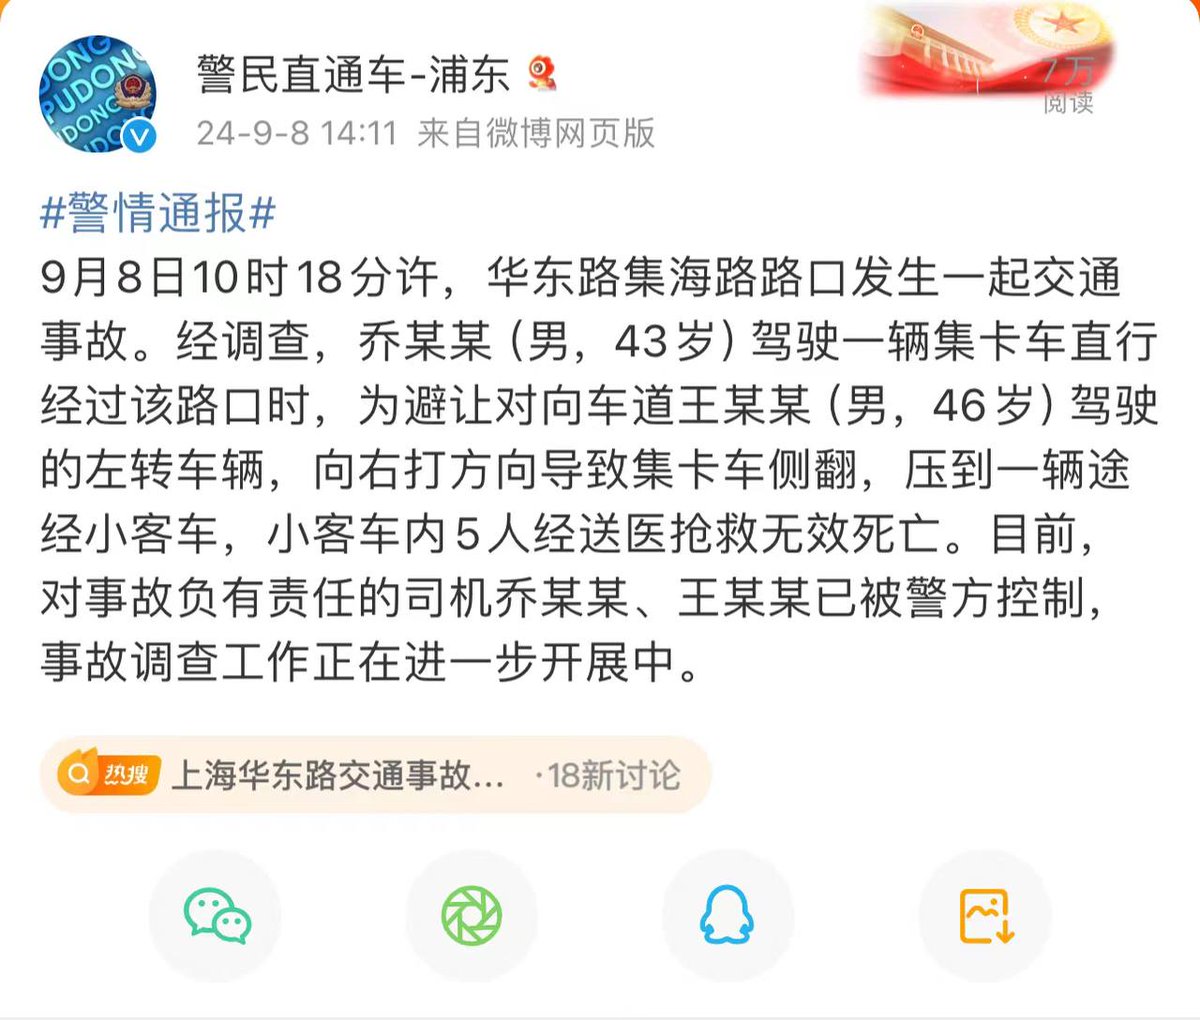 ONG
PUDONG
PUDONG
DONG
警民直通车-浦东
24-9-8 14:11 来自微博网页版
7万
阅读
#警情通报#
9月8日10时18分许，华东路集海路路口发生一起交通
事故。经调查，乔某某（男，43岁）驾驶一辆集卡车直行
经过该路口时，为避让对向车道王某某（男，46岁）驾驶
的左转车辆，向右打方向导致集卡车侧翻，压到一辆途
经小客车，小客车内5人经送医抢救无效死亡。目前，
对事故负有责任的司机乔某某、王某某已被警方控制，
事故调查工作正在进一步开展中。
热搜 上海华东路交通事故... ·18新讨论